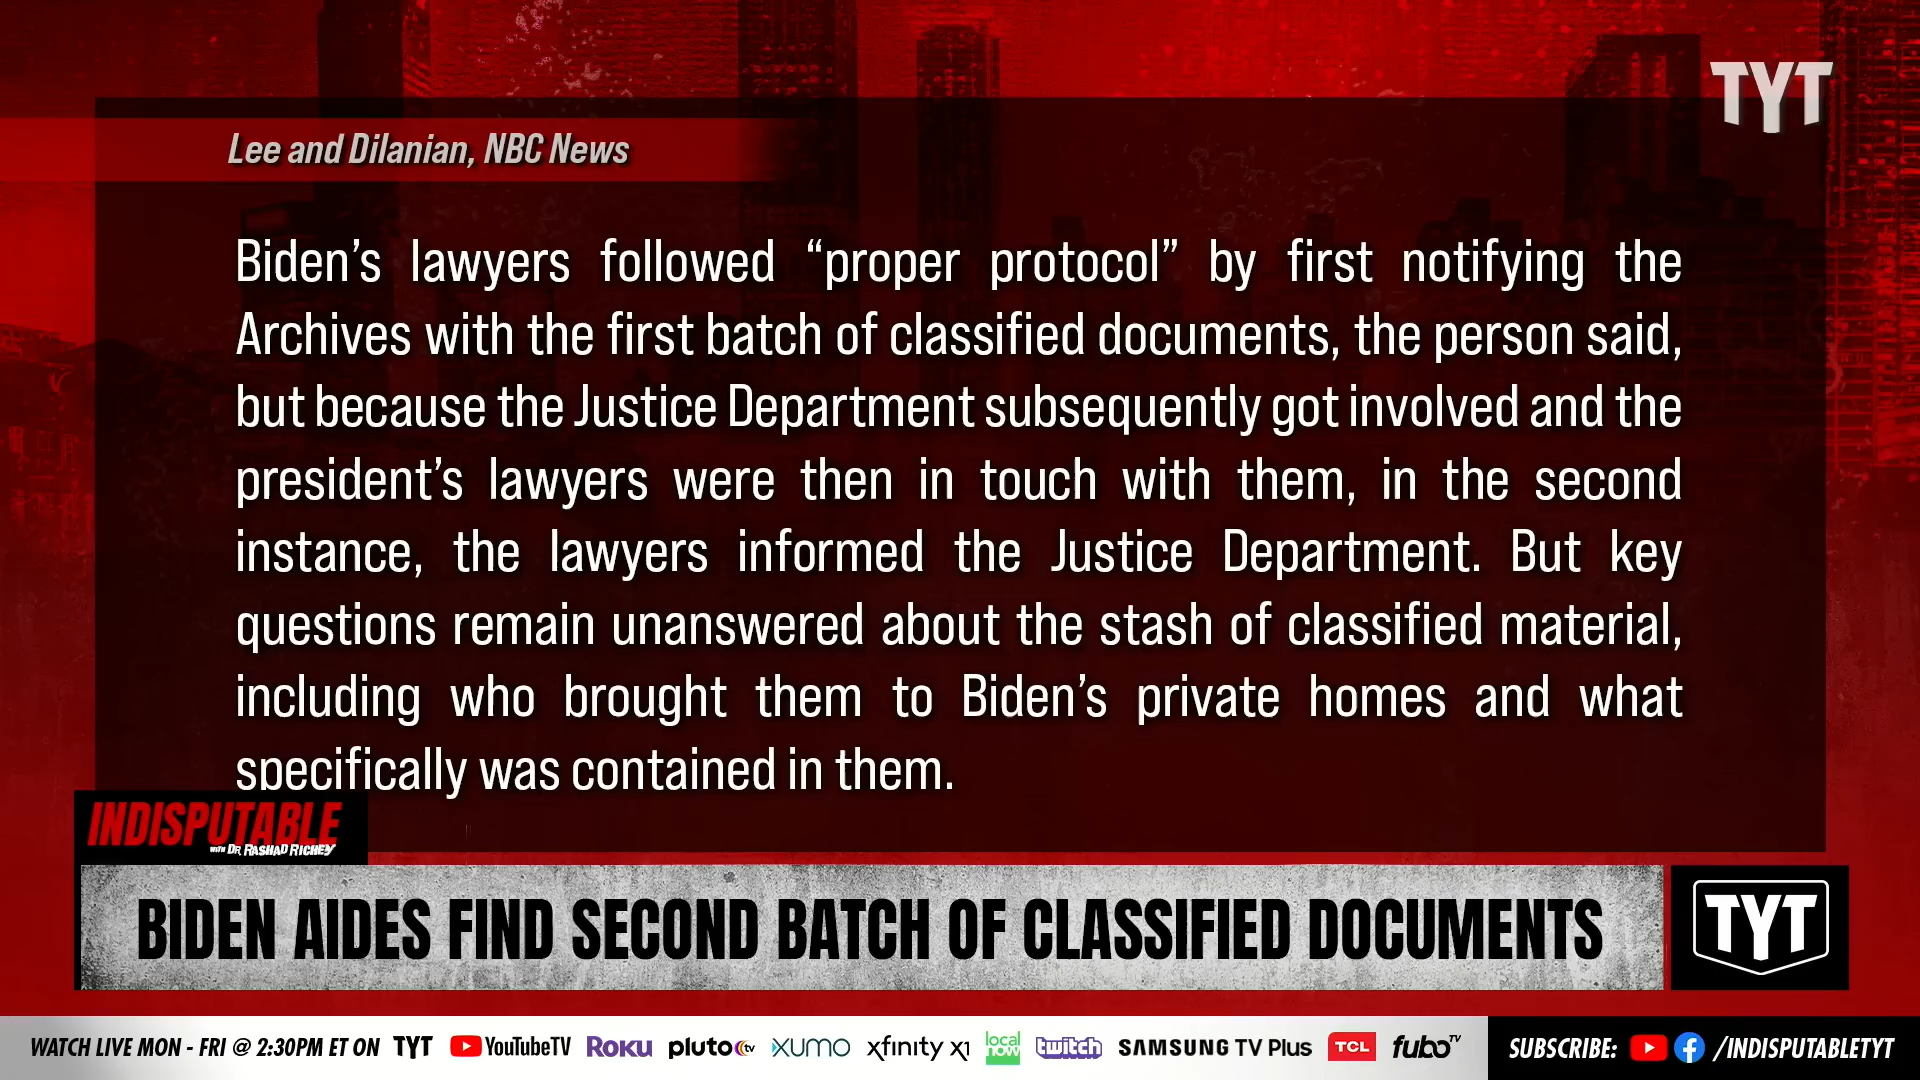 TYT
Lee and Dilanian, NBC News
Biden’s lawyers followed “proper protocol” by first notifying the
Archives with the first batch of classified documents, the person said,
but because the Justice Department subsequently got involved and the
president’s lawyers were then in touch with them, in the second
instance, the lawyers informed the Justice Department. But key
questions remain unanswered about the stash of classified material,
including who brought them to Biden’s private homes and what
specifically was contained in them.
INDISPUTABLE
WITH DR RASHAD RICHEY
BIDEN AIDES FIND SECOND BATCH OF CLASSIFIED DOCUMENTS
TYT
WATCH LIVE MON - FRI @ 2:30PM ET ON TYT YouTubeTV ROKU pluto tv XUMO xfinity x1 local now twitch SAMSUNG TV Plus TCL fubo TV SUBSCRIBE: /INDISPUTABLETYT